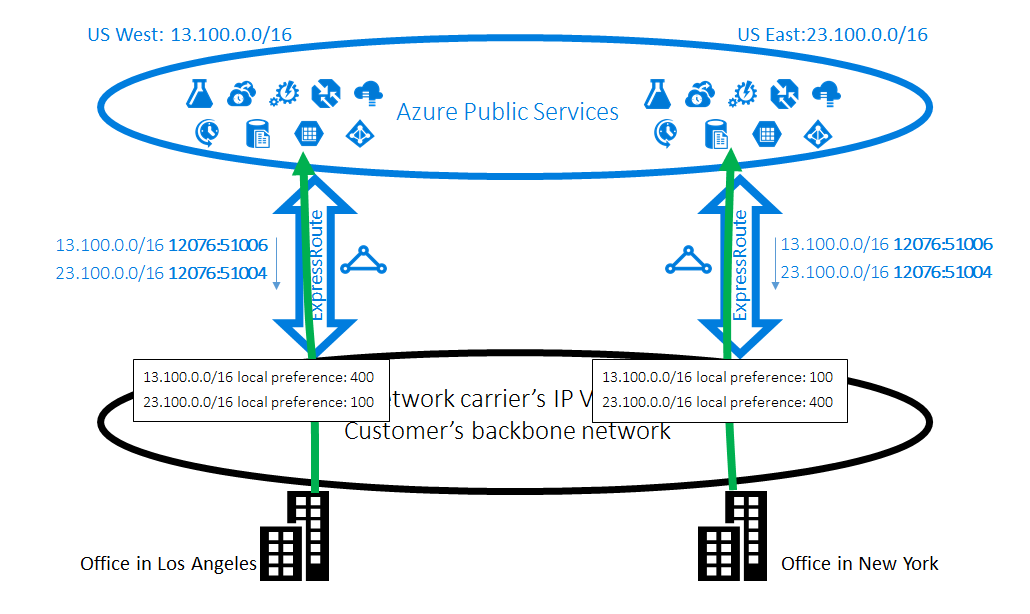 US West: 13.100.0.0/16
US East:23.100.0.0/16
Azure Public Services
ExpressRoute
ExpressRoute
13.100.0.0/16 12076:51006
23.100.0.0/16 12076:51004
13.100.0.0/16 12076:51006
23.100.0.0/16 12076:51004
13.100.0.0/16 local preference: 400
23.100.0.0/16 local preference: 100
13.100.0.0/16 local preference: 100
23.100.0.0/16 local preference: 400
carrier's IP
Customer's backbone network
Office in Los Angeles
Office in New York